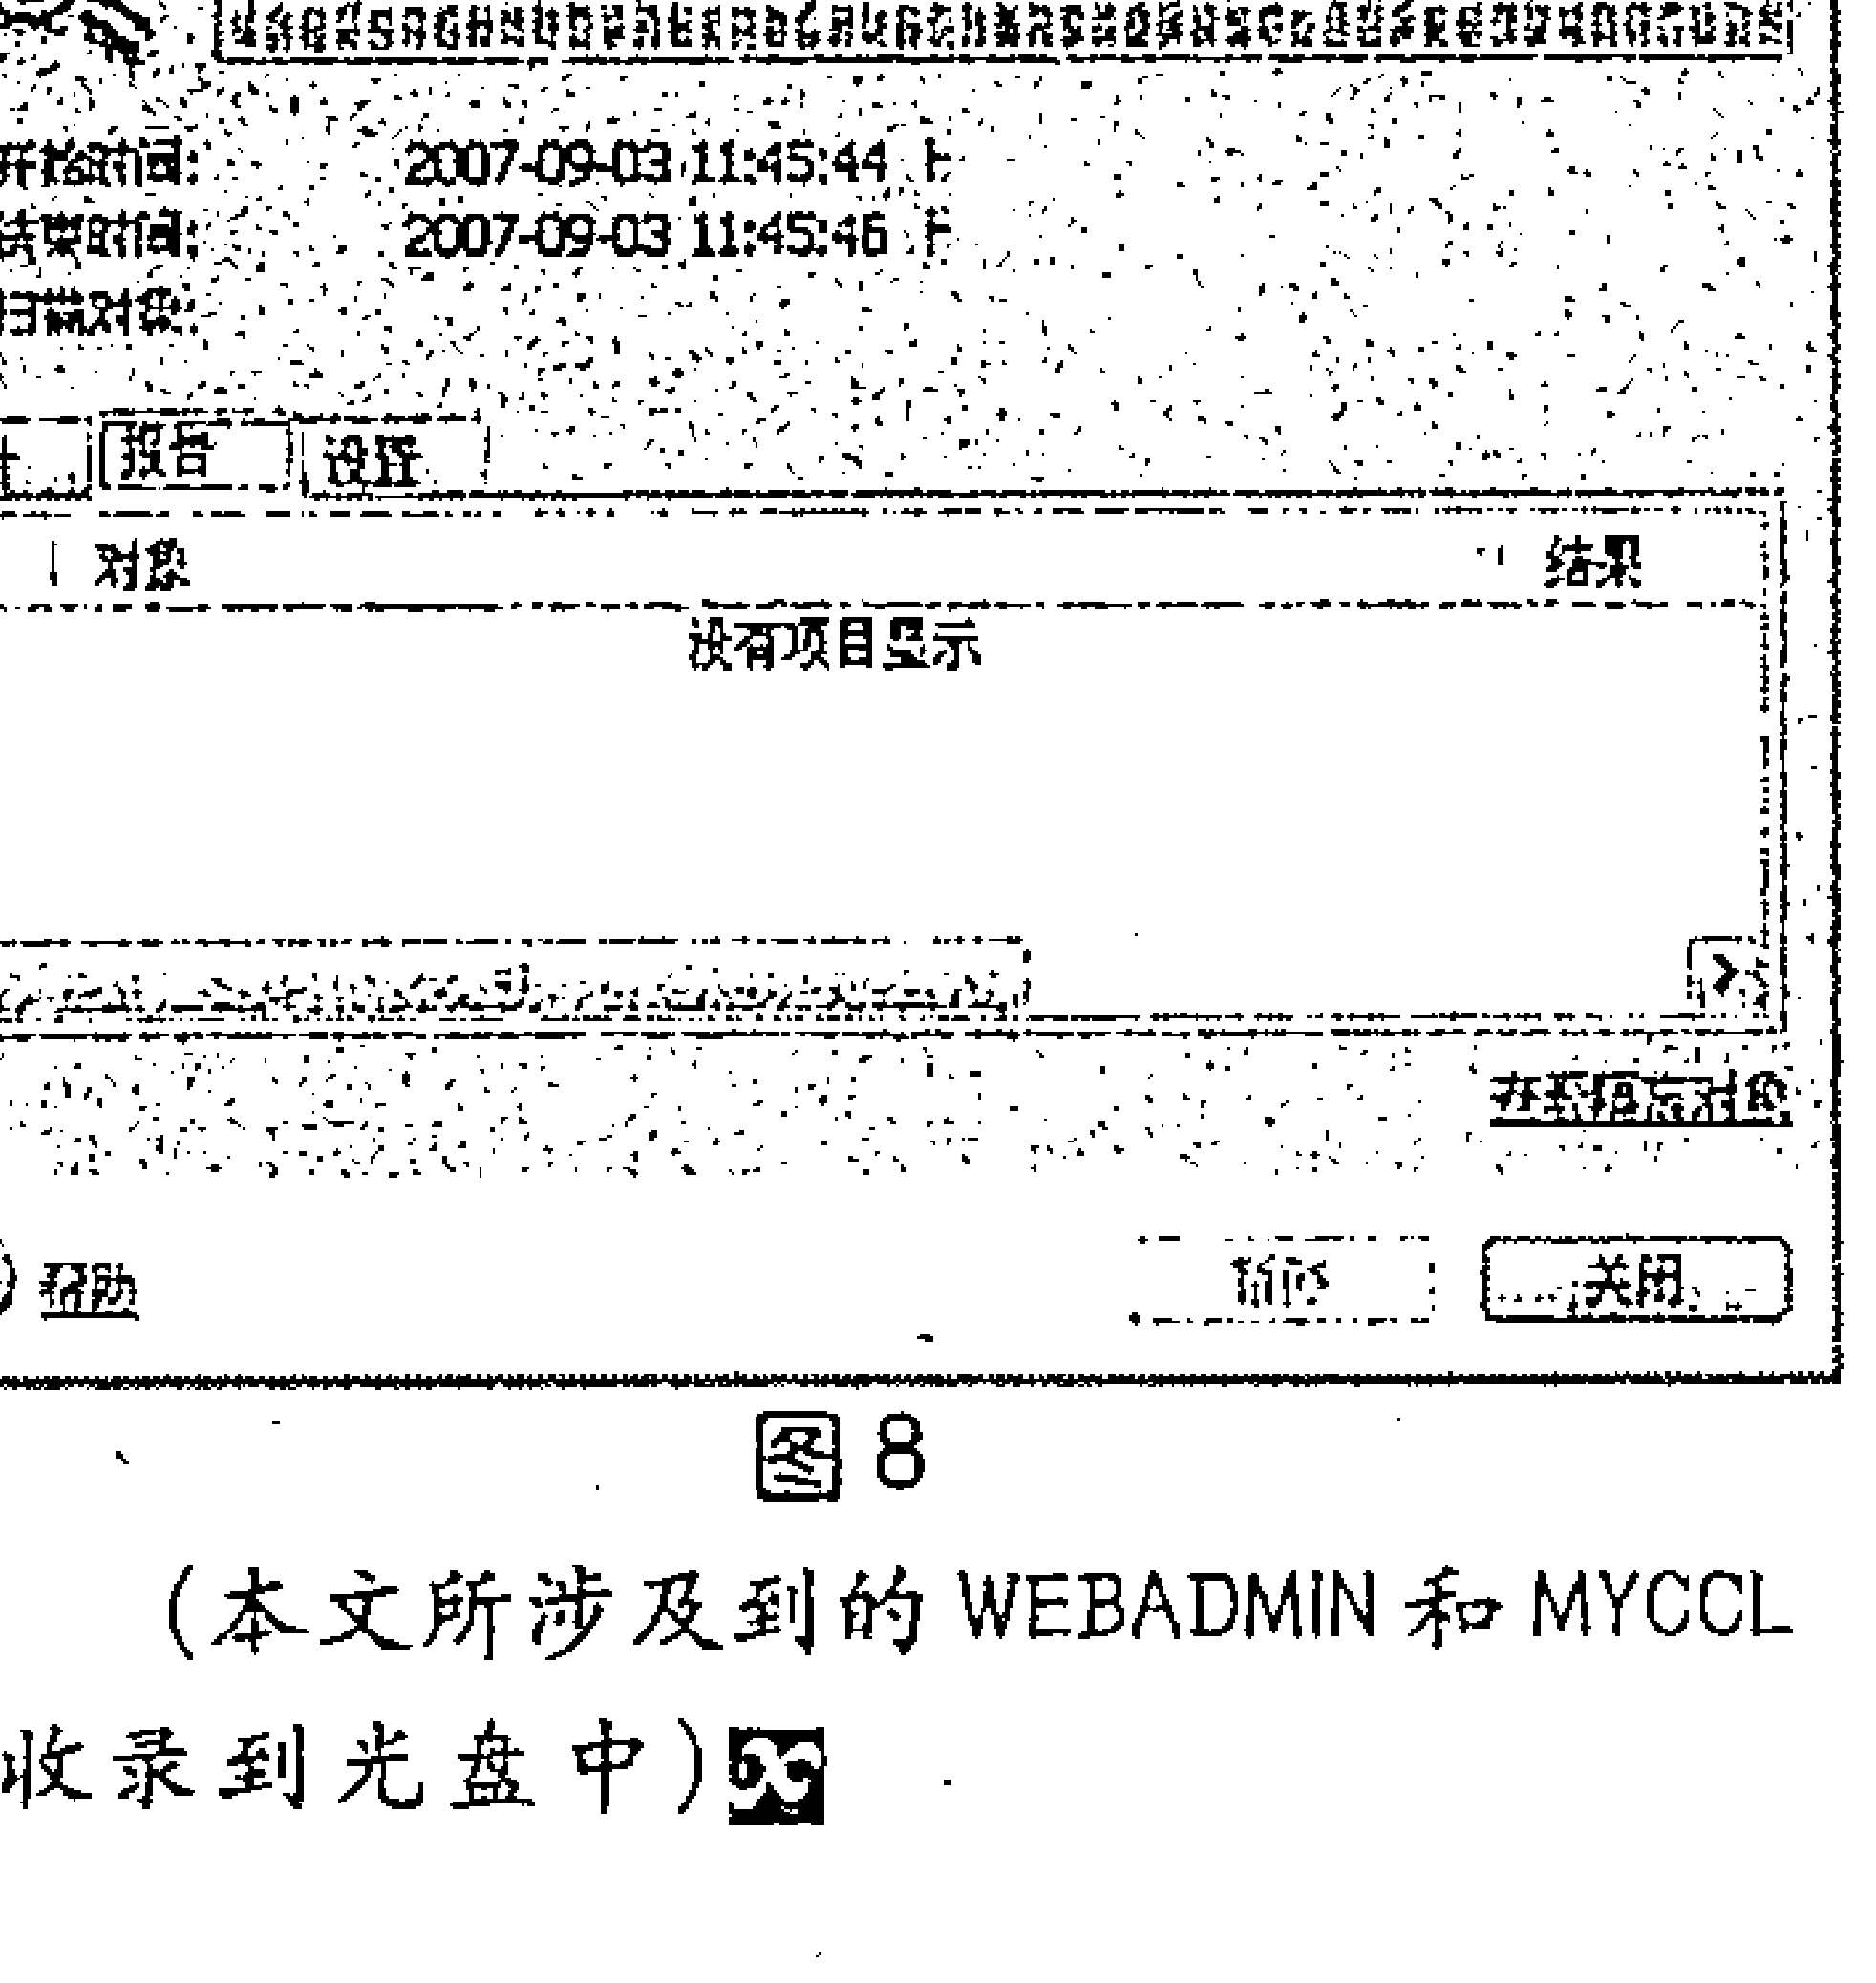 开始时间: 2007-09-03 11:45:44 上
结束时间: 2007-09-03 11:45:46 上
扫描对象:
报告 设置
对象 结果
没有项目显示
帮助 关闭
图 8
(本文所涉及到的 WEBADMIN 和 MYCCL
收录到光盘中)